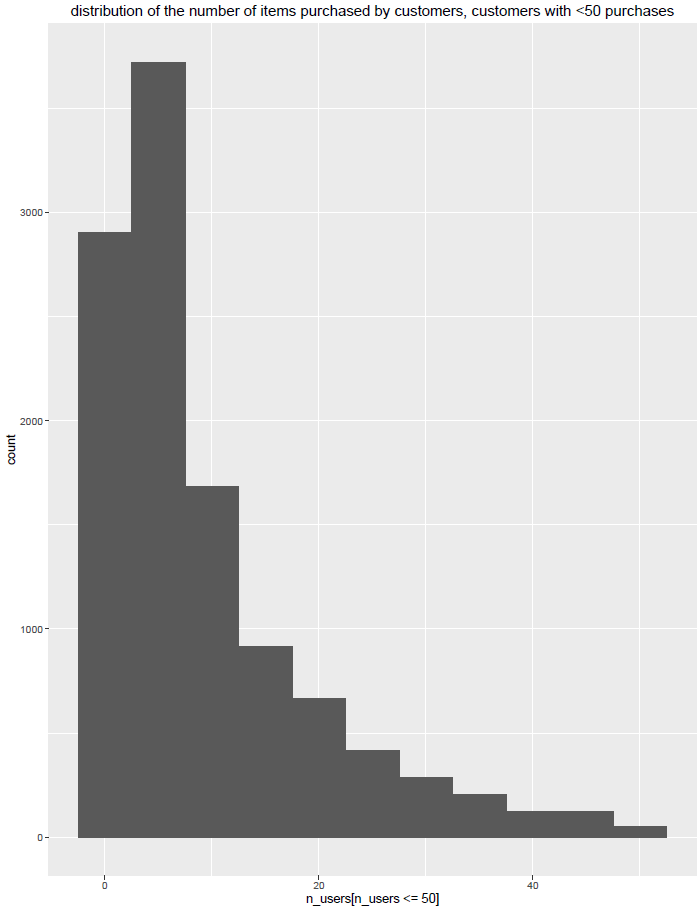 distribution of the number of items purchased by customers, customers with <50 purchases
3000
2000
count
1000
0
0 20 40
n_users[n_users <= 50]